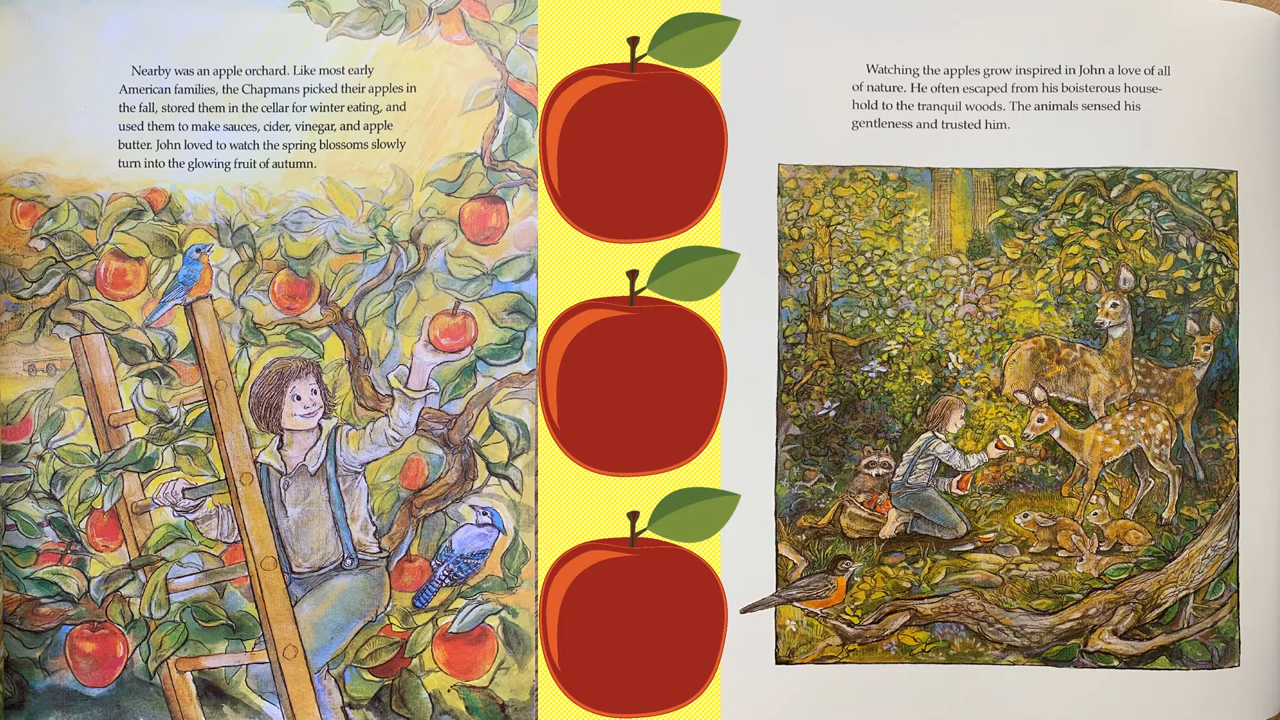 Nearby was an apple orchard. Like most early
American families, the Chapmans picked their apples in
the fall, stored them in the cellar for winter eating, and
used them to make sauces, cider, vinegar, and apple
butter. John loved to watch the spring blossoms slowly
turn into the glowing fruit of autumn.
Watching the apples grow inspired in John a love of all
of nature. He often escaped from his boisterous house-
hold to the tranquil woods. The animals sensed his
gentleness and trusted him.